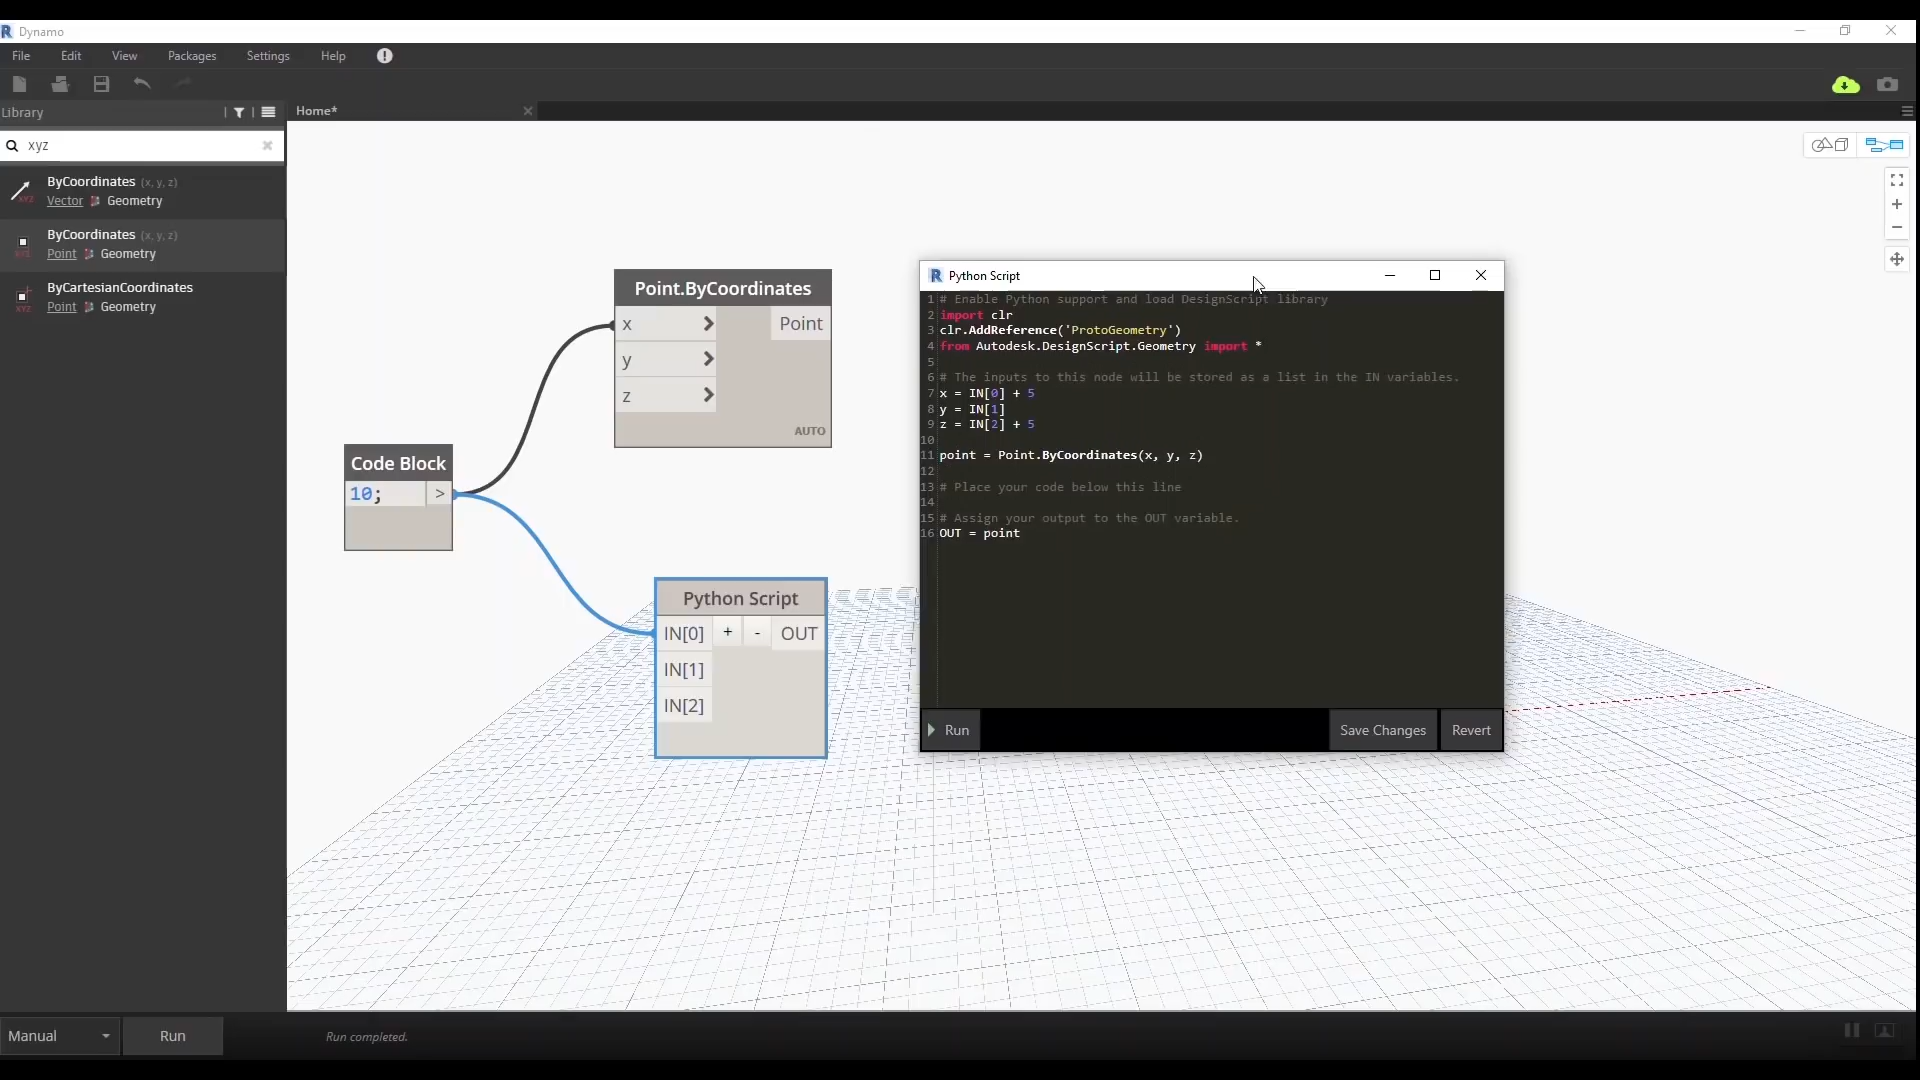 Dynamo
File Edit View Packages Settings Help
Library
Home*
xyz
ByCoordinates (x, y, z)
Vector Geometry
ByCoordinates (x, y, z)
Point Geometry
ByCartesianCoordinates
Point Geometry
Point.ByCoordinates
x > Point
y >
z >
AUTO
Code Block
10; >
Python Script
IN[0] + - OUT
IN[1]
IN[2]
Python Script
1 # Enable Python support and load DesignScript library
2 import clr
3 clr.AddReference('ProtoGeometry')
4 from Autodesk.DesignScript.Geometry import *
5
6 # The inputs to this node will be stored as a list in the IN variables.
7 x = IN[0] + 5
8 y = IN[1]
9 z = IN[2] + 5
10
11 point = Point.ByCoordinates(x, y, z)
12
13 # Place your code below this line
14
15 # Assign your output to the OUT variable.
16 OUT = point
Run Save Changes Revert
Manual Run Run completed.